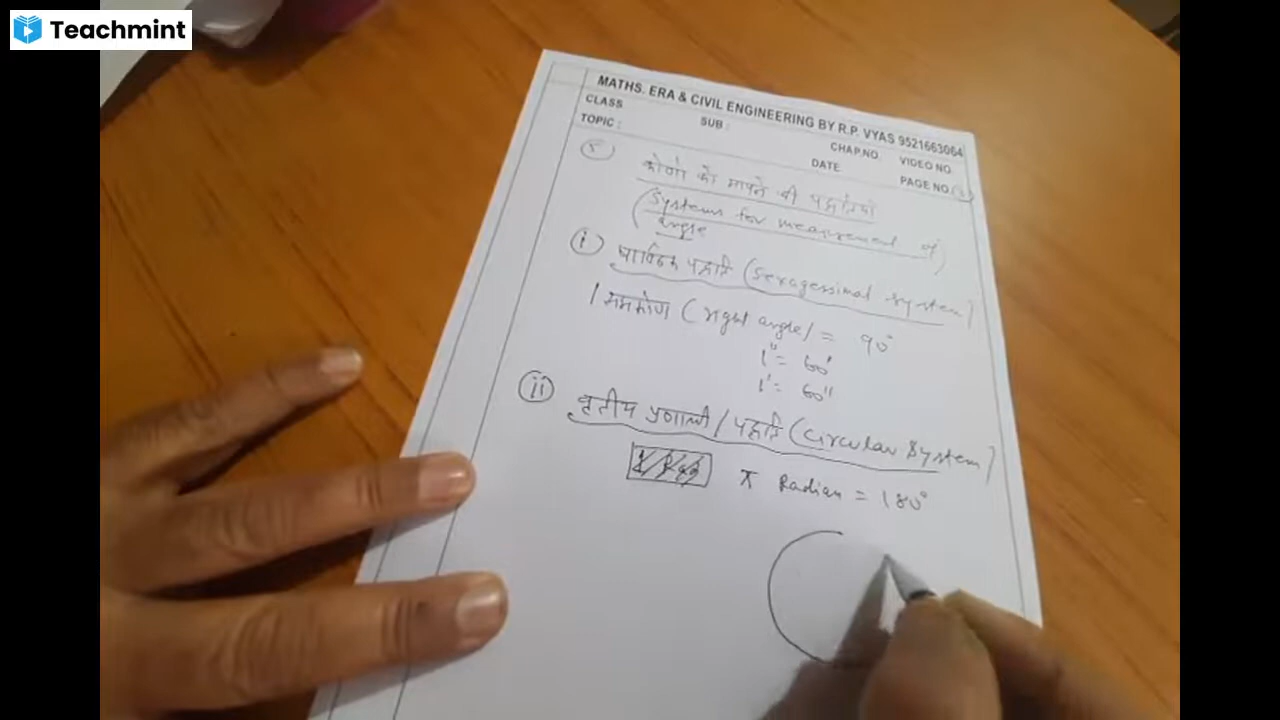 Teachmint
MATHS. ERA & CIVIL ENGINEERING BY R.P. VYAS 9521663064
CLASS SUB : CHAP.NO. VIDEO NO.
TOPIC : DATE PAGE NO.(3)
कोणों को मापने की पद्धतियां
(Systems for measurement of
angle)
(i) षाष्ठिक पद्धति (Sexagessimal system)
1 समकोण (right angle) = 90°
1° = 60'
1' = 60"
(ii) वृतीय प्रणाली / पद्धति (Circular System)
π Radian = 180°